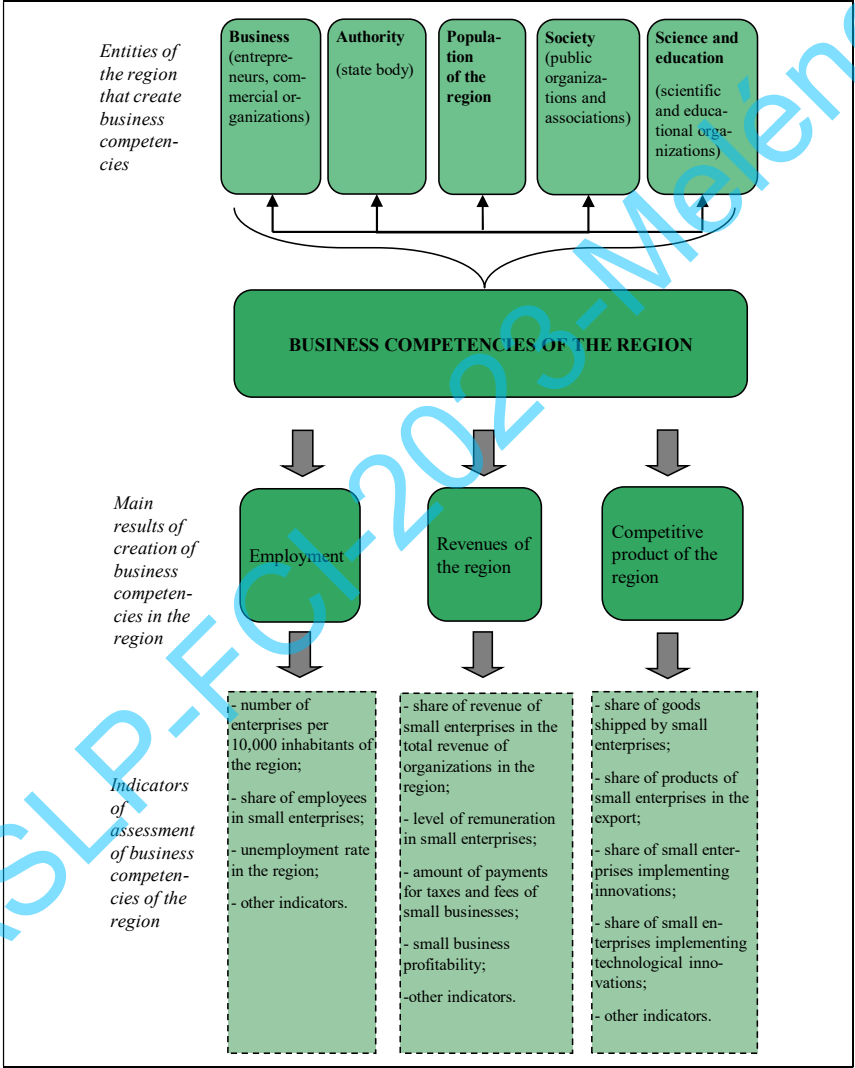 Entities of
the region
that create
business
competen-
cies
Business
(entrepre-
neurs, com-
mercial or-
ganizations)
Authority
(state body)
Popula-
tion
of the
region
Society
(public
organiza-
tions and
associations)
Science and
education
(scientific
and educa-
tional orga-
nizations)
BUSINESS COMPETENCIES OF THE REGION
Main
results of
creation of
business
competen-
cies in the
region
Employment
Revenues of
the region
Competitive
product of the
region
Indicators
of
assessment
of business
competen-
cies of the
region
- number of
enterprises per
10,000 inhabitants of
the region;
- share of employees
in small enterprises;
- unemployment rate
in the region;
- other indicators.
- share of revenue of
small enterprises in the
total revenue of
organizations in the
region;
- level of remuneration
in small enterprises;
- amount of payments
for taxes and fees of
small businesses;
- small business
profitability;
-other indicators.
- share of goods
shipped by small
enterprises;
- share of products of
small enterprises in the
export;
- share of small enter-
prises implementing
innovations;
- share of small en-
terprises implementing
technological inno-
vations;
- other indicators.
SLP-FCI-2023-Melén